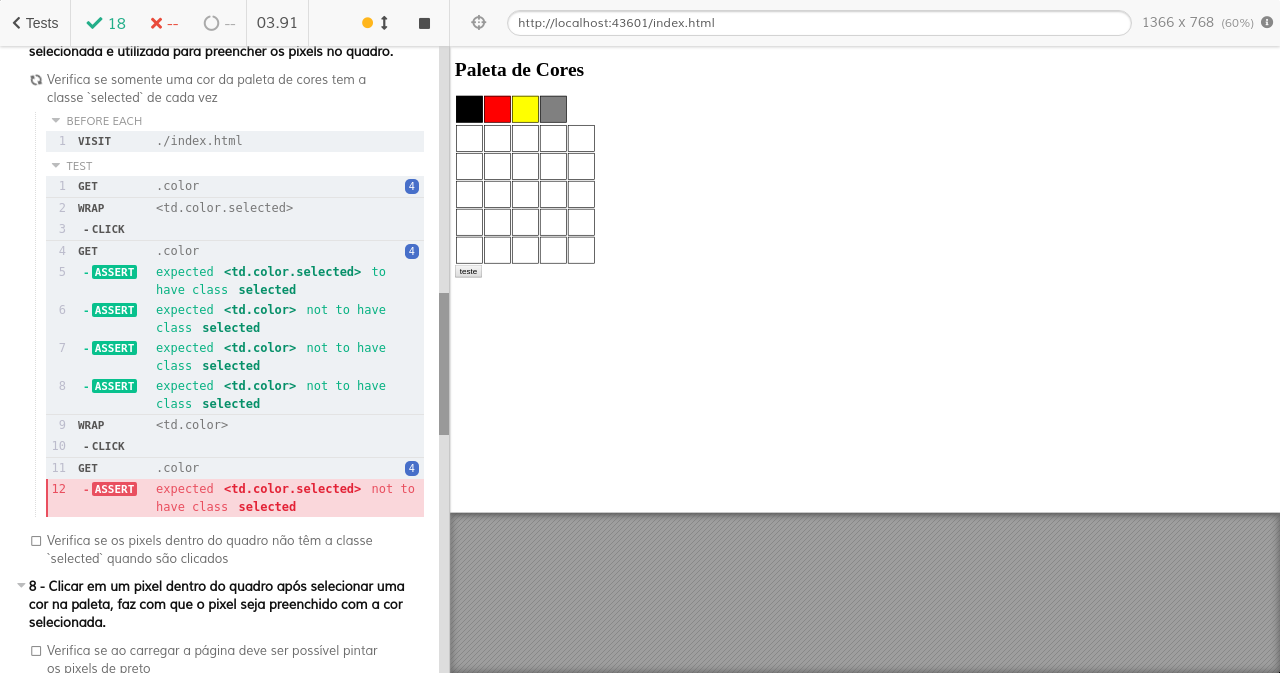 Tests 18 -- -- 03.91 http://localhost:43601/index.html 1366 x 768 (60%)
selecionada é utilizada para preencher os pixels no quadro.
Verifica se somente uma cor da paleta de cores tem a
classe `selected` de cada vez
BEFORE EACH
1 VISIT ./index.html
TEST
1 GET .color 4
2 WRAP <td.color.selected>
3 -CLICK
4 GET .color 4
5 -ASSERT expected <td.color.selected> to
have class selected
6 -ASSERT expected <td.color> not to have
class selected
7 -ASSERT expected <td.color> not to have
class selected
8 -ASSERT expected <td.color> not to have
class selected
9 WRAP <td.color>
10 -CLICK
11 GET .color 4
12 -ASSERT expected <td.color.selected> not to
have class selected
Verifica se os pixels dentro do quadro não têm a classe
`selected` quando são clicados
8 - Clicar em um pixel dentro do quadro após selecionar uma
cor na paleta, faz com que o pixel seja preenchido com a cor
selecionada.
Verifica se ao carregar a página deve ser possível pintar
os pixels de preto
Paleta de Cores
teste